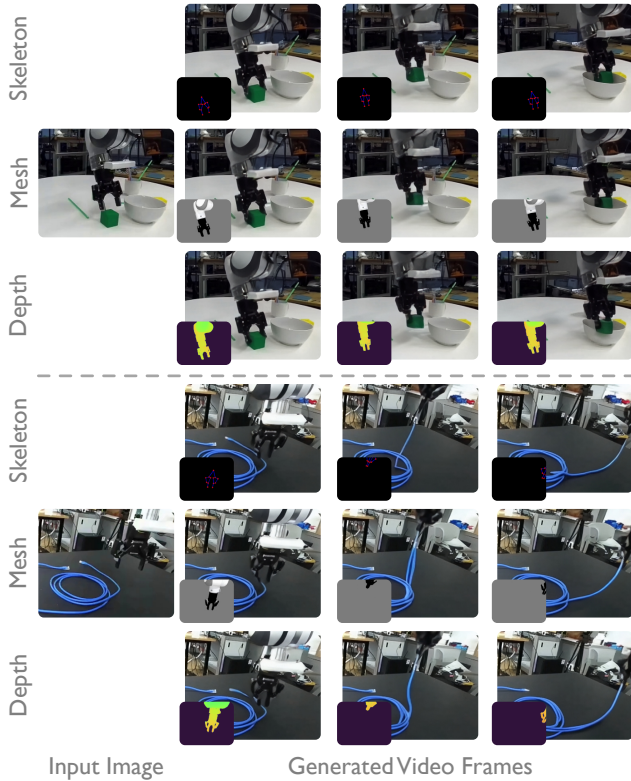 Skeleton
Mesh
Depth
Skeleton
Mesh
Depth
Input Image
Generated Video Frames